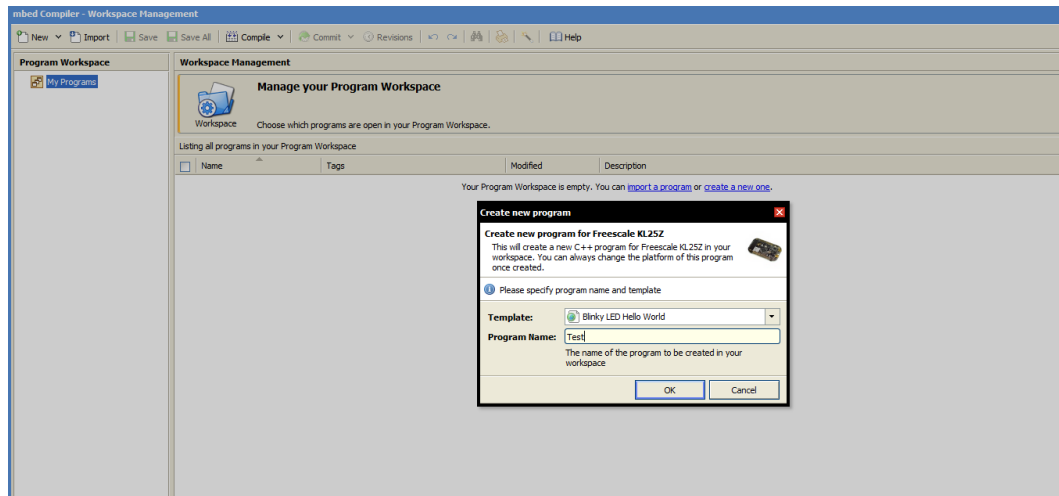 mbed Compiler - Workspace Management
New Import Save Save All Compile Commit Revisions Help
Program Workspace
My Programs
Workspace Management
Workspace
Manage your Program Workspace
Choose which programs are open in your Program Workspace.
Listing all programs in your Program Workspace
Name Tags Modified Description
Your Program Workspace is empty. You can import a program or create a new one.
Create new program
Create new program for Freescale KL25Z
This will create a new C++ program for Freescale KL25Z in your
workspace. You can always change the platform of this program
once created.
Please specify program name and template
Template: Blinky LED Hello World
Program Name: Test
The name of the program to be created in your
workspace
OK Cancel